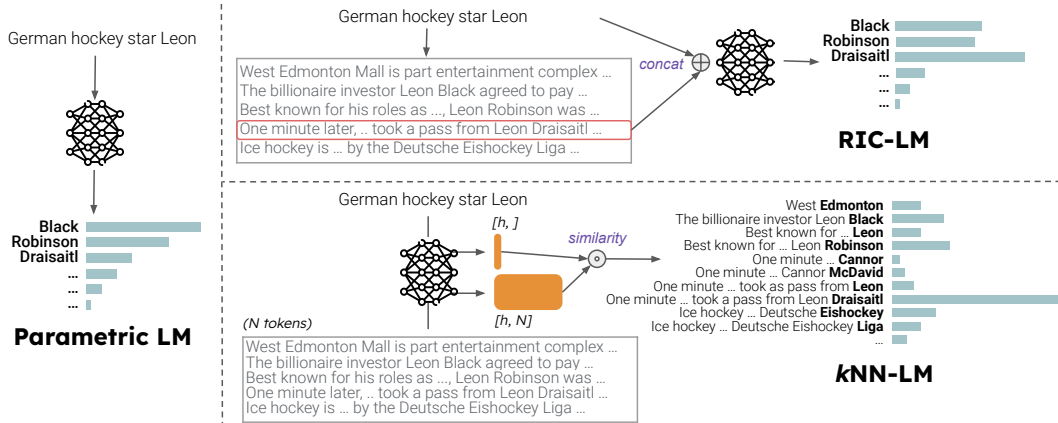 German hockey star Leon
Black
Robinson
Draisaitl
...
...
...
Parametric LM
German hockey star Leon
West Edmonton Mall is part entertainment complex ...
The billionaire investor Leon Black agreed to pay ...
Best known for his roles as ..., Leon Robinson was ...
One minute later, .. took a pass from Leon Draisaitl ...
Ice hockey is ... by the Deutsche Eishockey Liga ...
concat
Black
Robinson
Draisaitl
...
...
...
RIC-LM
German hockey star Leon
[h, ]
similarity
[h, N]
(N tokens)
West Edmonton Mall is part entertainment complex ...
The billionaire investor Leon Black agreed to pay ...
Best known for his roles as ..., Leon Robinson was ...
One minute later, .. took a pass from Leon Draisaitl ...
Ice hockey is ... by the Deutsche Eishockey Liga ...
West Edmonton
The billionaire investor Leon Black
Best known for ... Leon
Best known for ... Leon Robinson
One minute ... Cannor
One minute ... Cannor McDavid
One minute ... took as pass from Leon
One minute ... took a pass from Leon Draisaitl
Ice hockey ... Deutsche Eishockey
Ice hockey ... Deutsche Eishockey Liga
...
kNN-LM